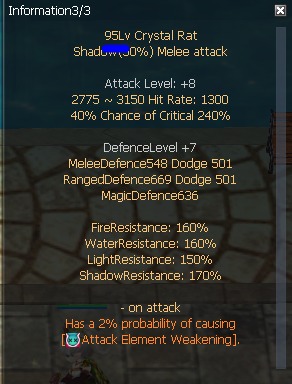 Information3/3
95Lv Crystal Rat
Shadow(50%) Melee attack
Attack Level: +8
2775 ~ 3150 Hit Rate: 1300
40% Chance of Critical 240%
DefenceLevel +7
MeleeDefence548 Dodge 501
RangedDefence669 Dodge 501
MagicDefence636
FireResistance: 160%
WaterResistance: 160%
LightResistance: 150%
ShadowResistance: 170%
- on attack
Has a 2% probability of causing
[Attack Element Weakening].